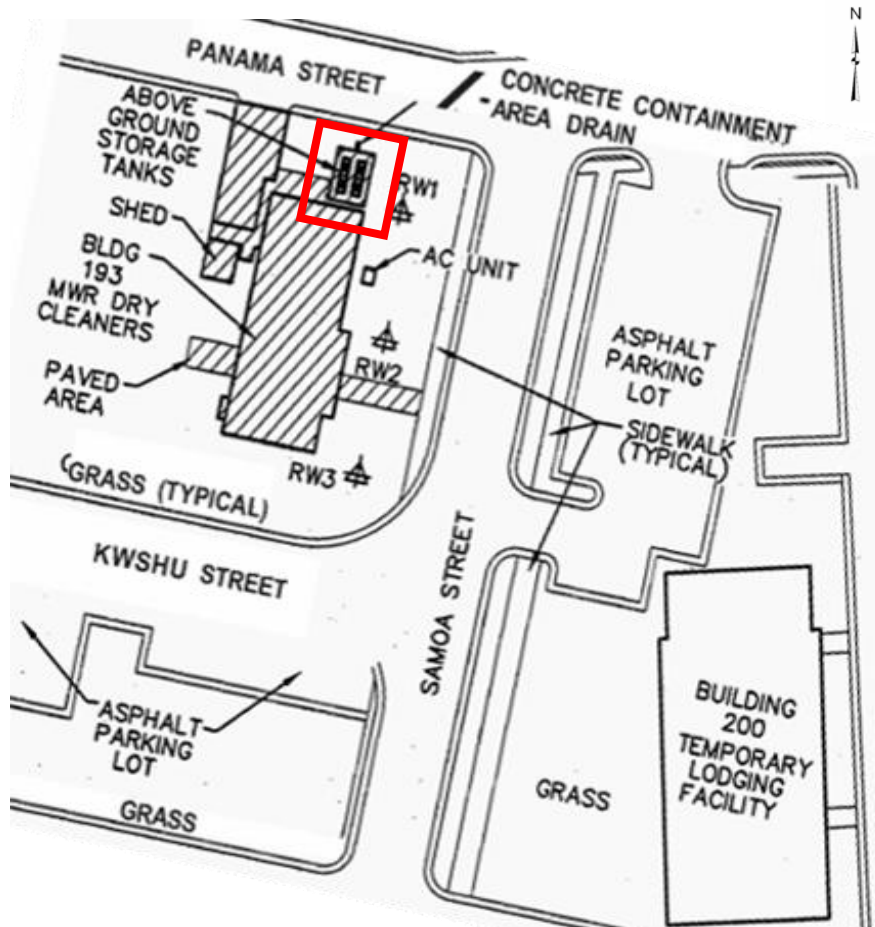 N
PANAMA STREET
CONCRETE CONTAINMENT
AREA DRAIN
ABOVE
GROUND
STORAGE
TANKS
RW1
SHED
AC UNIT
BLDG
193
MWR DRY
CLEANERS
ASPHALT
PARKING
LOT
RW2
PAVED
AREA
SIDEWALK
(TYPICAL)
RW3
GRASS (TYPICAL)
KWSHU STREET
SAMOA STREET
BUILDING
200
TEMPORARY
LODGING
FACILITY
ASPHALT
PARKING
LOT
GRASS
GRASS